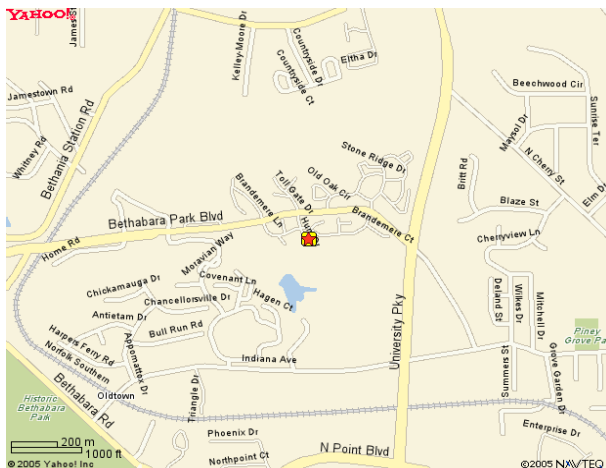 YAHOO!
James St
Kelley-Moore Dr
Countryside Dr
Countryside Ct
Eltha Dr
Jamestown Rd
Whitney Rd
Bethania Station Rd
Beechwood Cir
Maysol Dr
Sunrise Ter
N Cherry St
Elm Dr
Stone Ridge Dr
Old Oak Cir
Toll Gate Dr
Brandemere Ln
Brandemere Ct
Britt Rd
Blaze St
Bethabara Park Blvd
Home Rd
Moravian Way
Cherryview Ln
Covenant Ln
Hagen Ct
Chickamauga Dr
Chancellorsville Dr
Antietam Dr
Bull Run Rd
Harpers Ferry Rd
Norfolk Southern
Appomattox Dr
Indiana Ave
University Pky
Deland St
Wilkes Dr
Mitchell Dr
Piney
Grove Pa
Summers St
Grove Garden Dr
Bethabara Rd
Oldtown
Triangle Dr
Historic
Bethabara
Park
Phoenix Dr
Northpoint Ct
N Point Blvd
Enterprise Dr
200 m
1000 ft
©2005 Yahoo! Inc
©2005 NAVTEQ